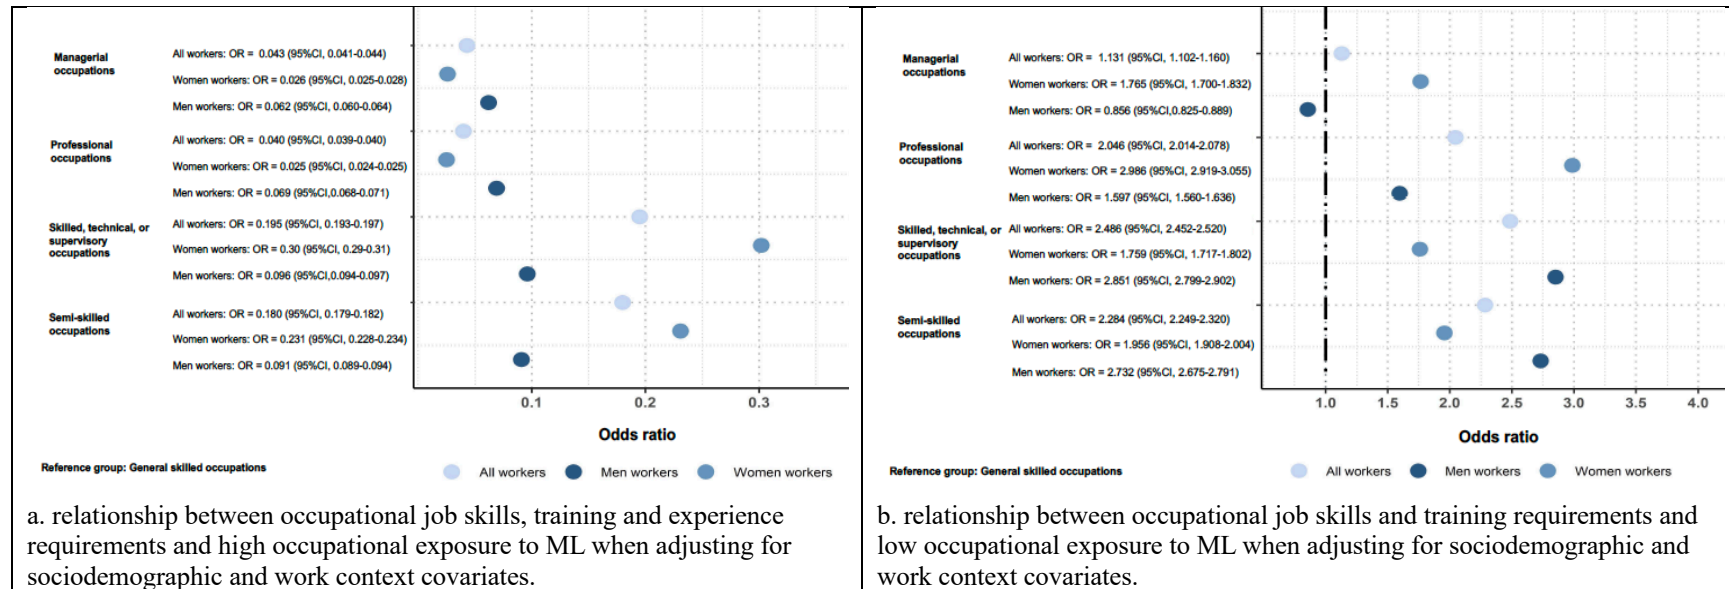 Managerial
occupations
All workers: OR = 0.043 (95%CI, 0.041-0.044)
Women workers: OR = 0.026 (95%CI, 0.025-0.028)
Men workers: OR = 0.062 (95%CI, 0.060-0.064)
Professional
occupations
All workers: OR = 0.040 (95%CI, 0.039-0.040)
Women workers: OR = 0.025 (95%CI, 0.024-0.025)
Men workers: OR = 0.069 (95%CI,0.068-0.071)
Skilled, technical, or
supervisory
occupations
All workers: OR = 0.195 (95%CI, 0.193-0.197)
Women workers: OR = 0.30 (95%CI, 0.29-0.31)
Men workers: OR = 0.096 (95%CI,0.094-0.097)
Semi-skilled
occupations
All workers: OR = 0.180 (95%CI, 0.179-0.182)
Women workers: OR = 0.231 (95%CI, 0.228-0.234)
Men workers: OR = 0.091 (95%CI, 0.089-0.094)
0.1 0.2 0.3
Odds ratio
Reference group: General skilled occupations
All workers Men workers Women workers
a. relationship between occupational job skills, training and experience
requirements and high occupational exposure to ML when adjusting for
sociodemographic and work context covariates.
Managerial
occupations
All workers: OR = 1.131 (95%CI, 1.102-1.160)
Women workers: OR = 1.765 (95%CI, 1.700-1.832)
Men workers: OR = 0.856 (95%CI,0.825-0.889)
Professional
occupations
All workers: OR = 2.046 (95%CI, 2.014-2.078)
Women workers: OR = 2.986 (95%CI, 2.919-3.055)
Men workers: OR = 1.597 (95%CI, 1.560-1.636)
Skilled, technical, or
supervisory
occupations
All workers: OR = 2.486 (95%CI, 2.452-2.520)
Women workers: OR = 1.759 (95%CI, 1.717-1.802)
Men workers: OR = 2.851 (95%CI, 2.799-2.902)
Semi-skilled
occupations
All workers: OR = 2.284 (95%CI, 2.249-2.320)
Women workers: OR = 1.956 (95%CI, 1.908-2.004)
Men workers: OR = 2.732 (95%CI, 2.675-2.791)
1.0 1.5 2.0 2.5 3.0 3.5 4.0
Odds ratio
Reference group: General skilled occupations
All workers Men workers Women workers
b. relationship between occupational job skills and training requirements and
low occupational exposure to ML when adjusting for sociodemographic and
work context covariates.